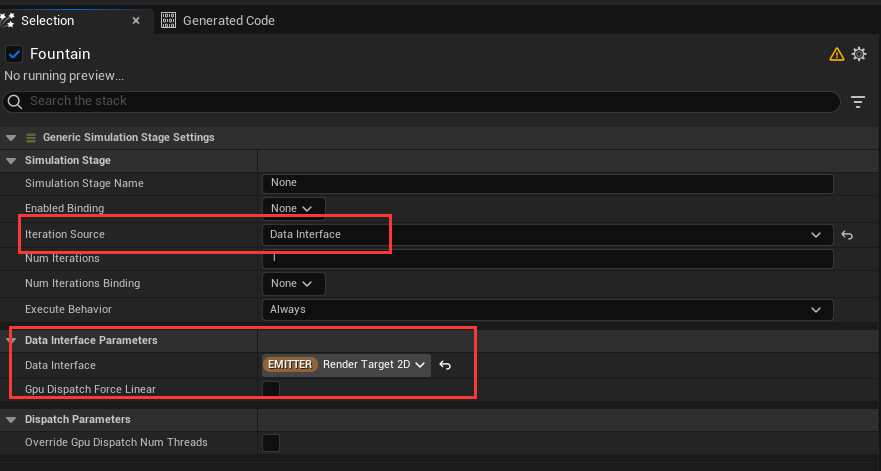 Selection × Generated Code
Fountain
No running preview...
Search the stack
Generic Simulation Stage Settings
Simulation Stage
Simulation Stage Name None
Enabled Binding None
Iteration Source Data Interface
Num Iterations 1
Num Iterations Binding None
Execute Behavior Always
Data Interface Parameters
Data Interface EMITTER Render Target 2D
Gpu Dispatch Force Linear
Dispatch Parameters
Override Gpu Dispatch Num Threads